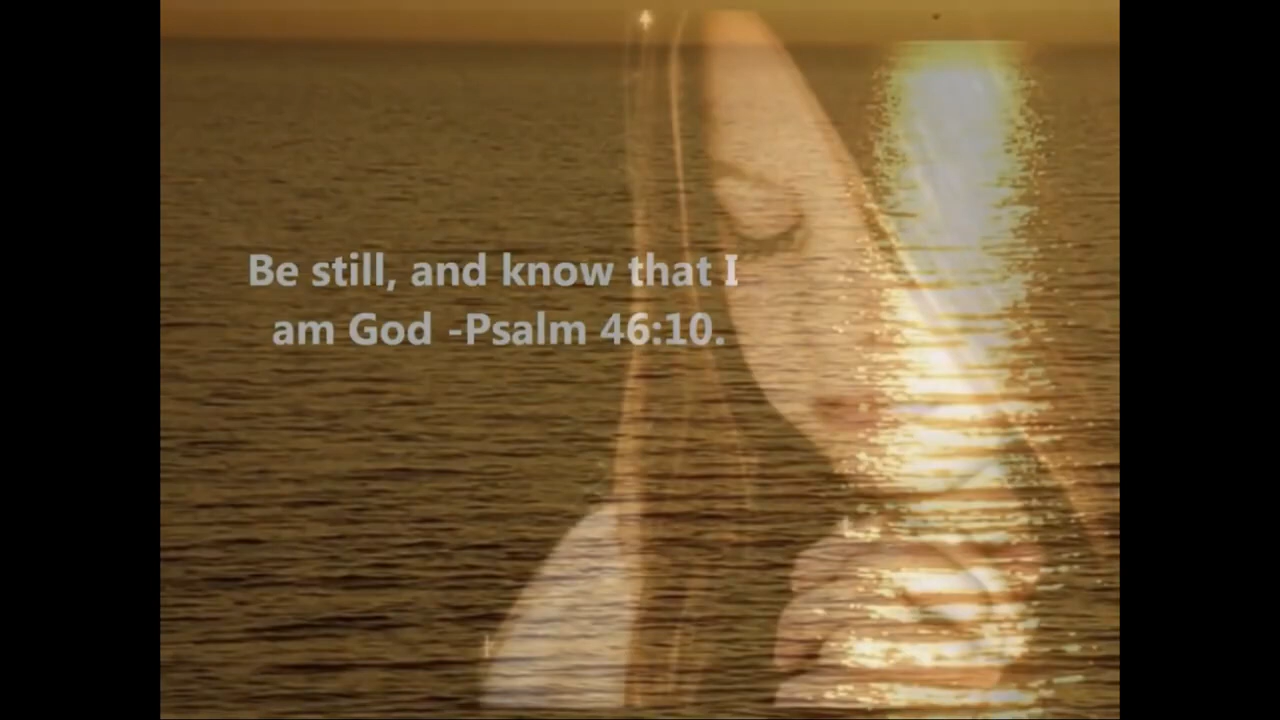 Be still, and know that I
am God -Psalm 46:10.